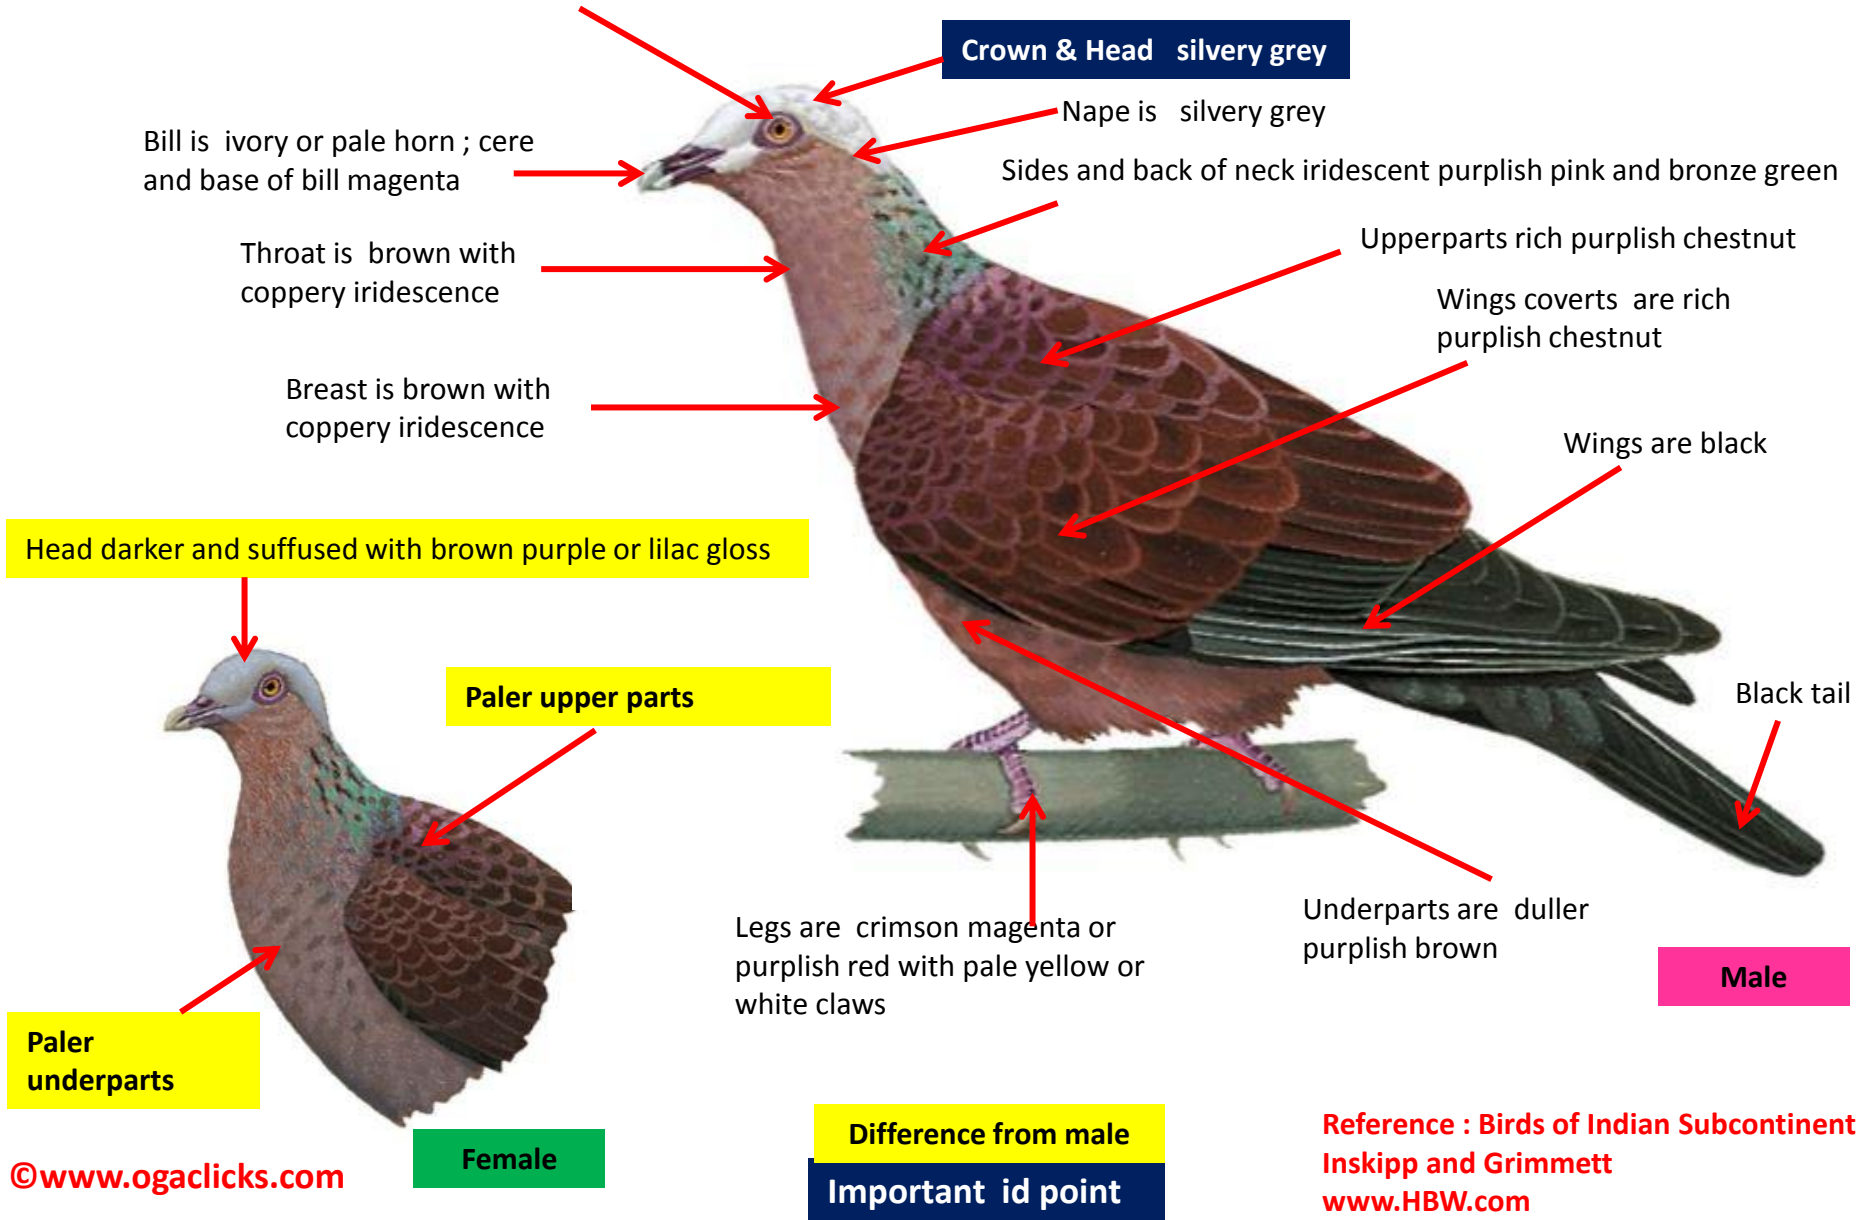 Crown & Head silvery grey
Nape is silvery grey
Bill is ivory or pale horn ; cere
and base of bill magenta
Sides and back of neck iridescent purplish pink and bronze green
Throat is brown with
coppery iridescence
Upperparts rich purplish chestnut
Wings coverts are rich
purplish chestnut
Breast is brown with
coppery iridescence
Wings are black
Head darker and suffused with brown purple or lilac gloss
Paler upper parts
Black tail
Legs are crimson magenta or
purplish red with pale yellow or
white claws
Underparts are duller
purplish brown
Male
Paler
underparts
Female
Difference from male
Important id point
Reference : Birds of Indian Subcontinent
Inskipp and Grimmett
www.HBW.com
©www.ogaclicks.com